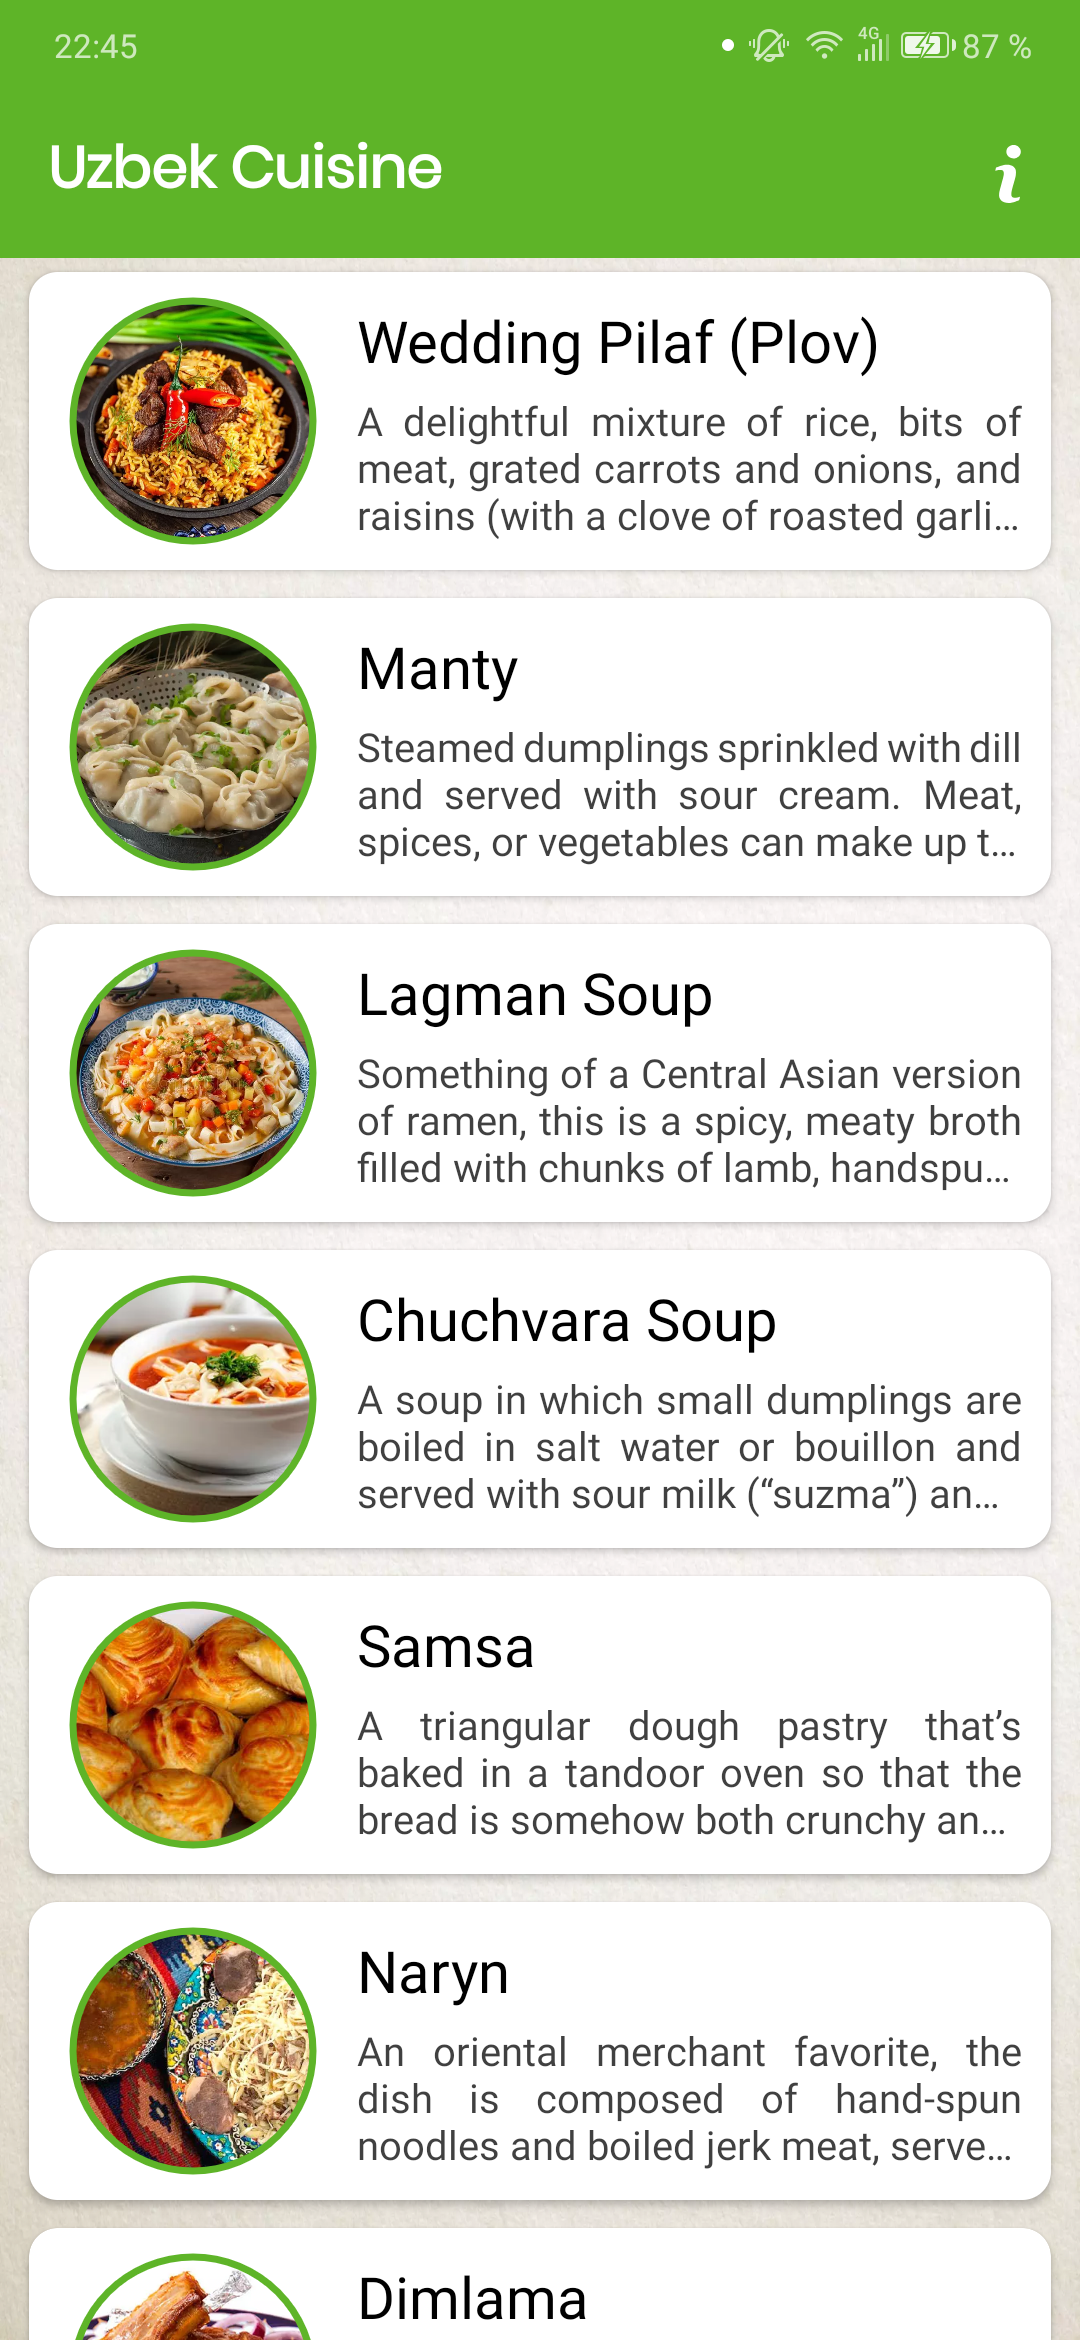 22:45
4G
87 %
Uzbek Cuisine
i
Wedding Pilaf (Plov)
A delightful mixture of rice, bits of
meat, grated carrots and onions, and
raisins (with a clove of roasted garli...
Manty
Steamed dumplings sprinkled with dill
and served with sour cream. Meat,
spices, or vegetables can make up t...
Lagman Soup
Something of a Central Asian version
of ramen, this is a spicy, meaty broth
filled with chunks of lamb, handspu...
Chuchvara Soup
A soup in which small dumplings are
boiled in salt water or bouillon and
served with sour milk (“suzma”) an...
Samsa
A triangular dough pastry that’s
baked in a tandoor oven so that the
bread is somehow both crunchy an...
Naryn
An oriental merchant favorite, the
dish is composed of hand-spun
noodles and boiled jerk meat, serve...
Dimlama